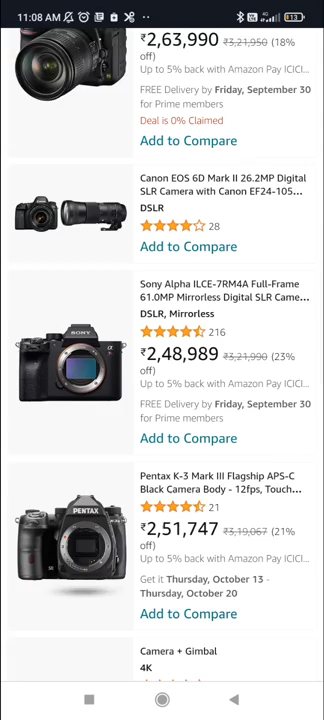 11:08 AM
13
₹2,63,990 ₹3,21,950 (18%
off)
Up to 5% back with Amazon Pay ICICI...
FREE Delivery by Friday, September 30
for Prime members
Deal is 0% Claimed
Add to Compare
Canon EOS 6D Mark II 26.2MP Digital
SLR Camera with Canon EF24-105...
DSLR
28
Add to Compare
SONY
α
Sony Alpha ILCE-7RM4A Full-Frame
61.0MP Mirrorless Digital SLR Came...
DSLR, Mirrorless
216
₹2,48,989 ₹3,21,990 (23%
off)
Up to 5% back with Amazon Pay ICICI...
FREE Delivery by Friday, September 30
for Prime members
Add to Compare
PENTAX
SR
Pentax K-3 Mark III Flagship APS-C
Black Camera Body - 12fps, Touch...
21
₹2,51,747 ₹3,19,067 (21%
off)
Up to 5% back with Amazon Pay ICICI...
Get it Thursday, October 13 -
Thursday, October 20
Add to Compare
Camera + Gimbal
4K